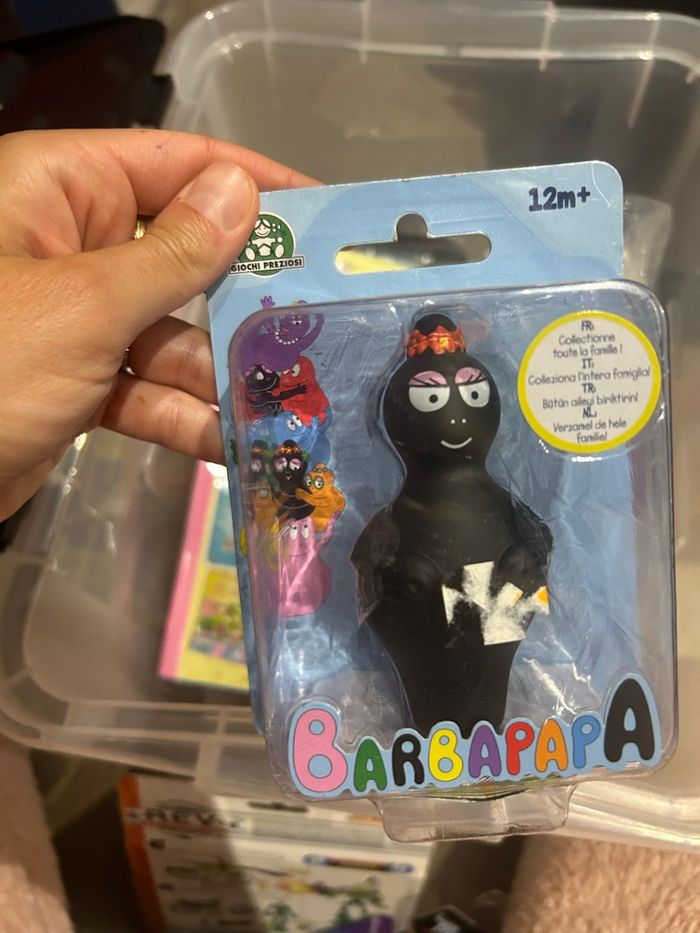 12m+
GIOCHI PREZIOSI
FR:
Collectionne
toute la famille !
IT:
Colleziona l'intera famiglia!
TR:
Bütün aileyi biriktirin!
NL:
Verzamel de hele
familie!
BARBAPAPA
REV